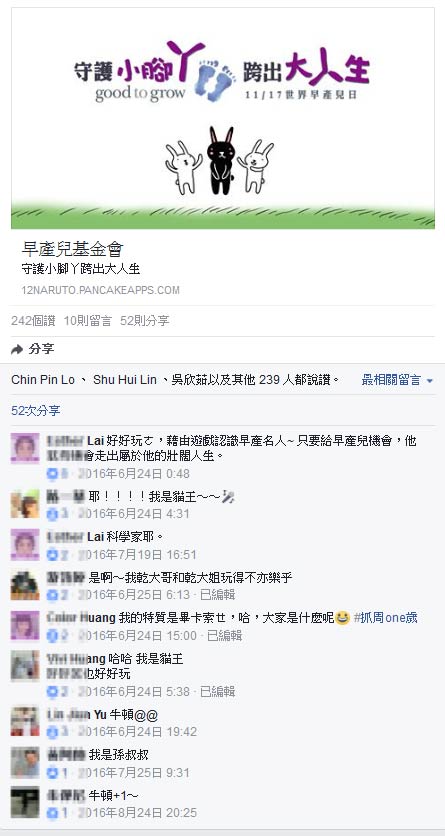 守護小腳丫 跨出大人生
good to grow 11/17世界早產兒日
早產兒基金會
守護小腳丫跨出大人生
12NARUTO.PANCAKEAPPS.COM
242個讚 10則留言 52則分享
分享
Chin Pin Lo 、 Shu Hui Lin 、吳欣茹以及其他 239 人都說讚。 最相關留言
52次分享
Lai 好好玩ㄛ，藉由遊戲認識早產名人~ 只要給早產兒機會，他
會走出屬於他的壯闊人生。
2016年6月24日 0:48
耶！！！！我是貓王～～🎤
3 · 2016年6月24日 4:31
Lai 科學家耶。
2 · 2016年7月19日 16:51
是啊～我乾大哥和乾大姐玩得不亦樂乎
2 · 2016年6月25日 6:13 · 已編輯
Huang 我的特質是畢卡索ㄝ，哈，大家是什麼呢😆 #抓周one歲
2 · 2016年6月24日 15:00 · 已編輯
Huang 哈哈 我是貓王
也好好玩
2 · 2016年6月24日 5:38 · 已編輯
Yu 牛頓@@
3 · 2016年6月24日 19:42
我是孫叔叔
1 · 2016年7月25日 9:31
牛頓+1～
1 · 2016年8月24日 20:25